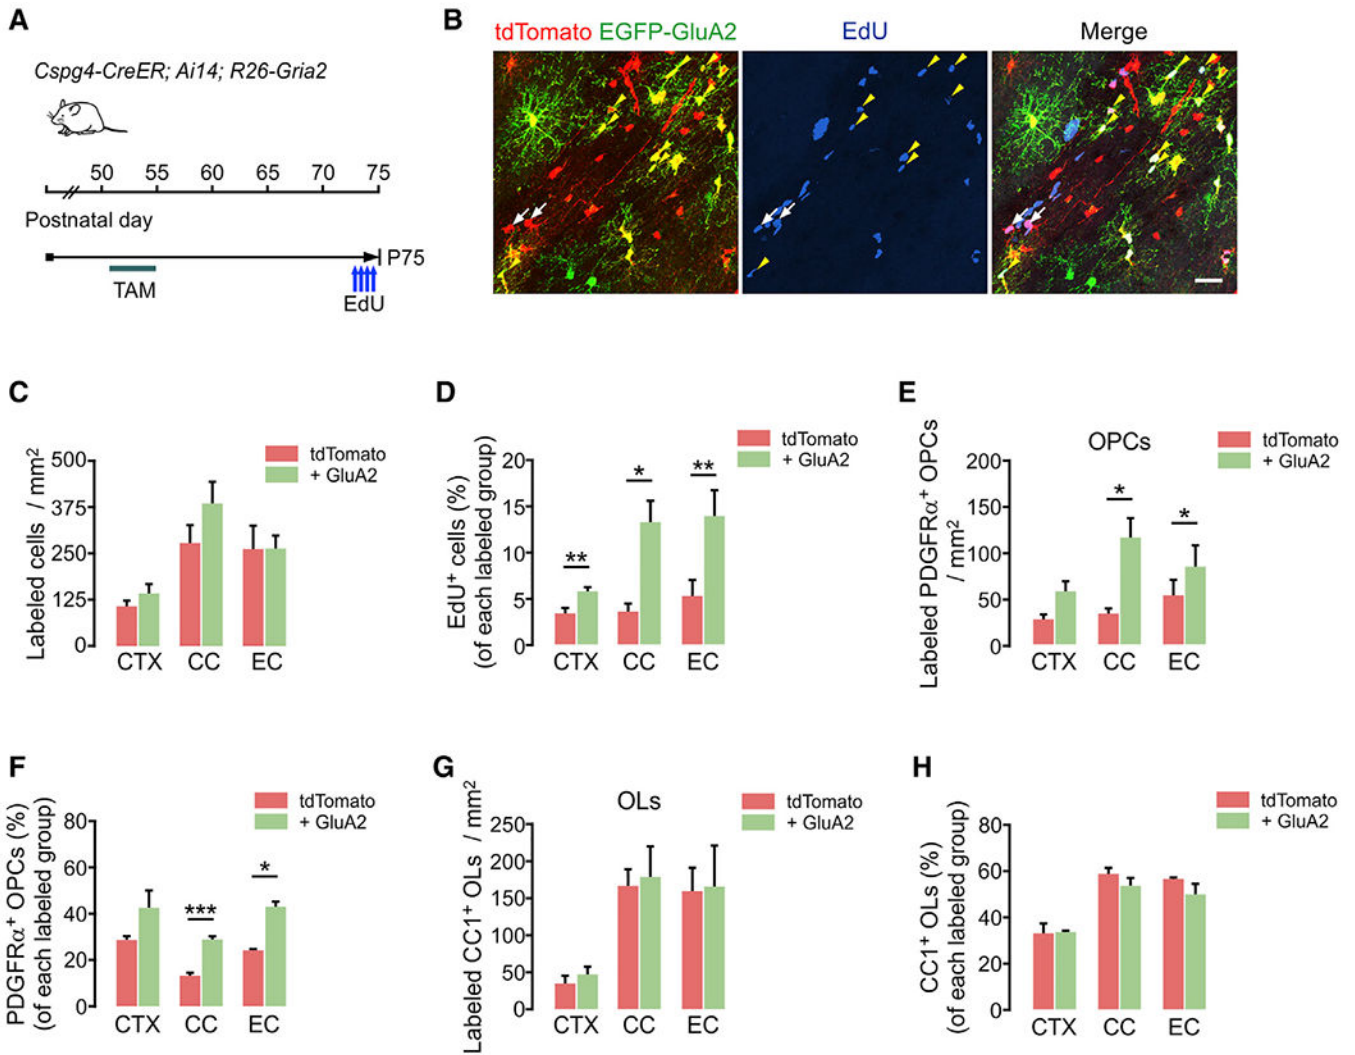 A
Cspg4-CreER; Ai14; R26-Gria2
50 55 60 65 70 75
Postnatal day
P75
TAM
EdU
B
tdTomato EGFP-GluA2
EdU
Merge
C
Labeled cells / mm²
500
375
250
125
0
CTX CC EC
tdTomato
+ GluA2
D
EdU⁺ cells (%)
(of each labeled group)
20
15
10
5
0
** * **
CTX CC EC
tdTomato
+ GluA2
E
OPCs
Labeled PDGFRα⁺ OPCs
/ mm²
200
150
100
50
0
* *
CTX CC EC
tdTomato
+ GluA2
F
PDGFRα⁺ OPCs (%)
(of each labeled group)
80
60
40
20
0
*** *
CTX CC EC
tdTomato
+ GluA2
G
OLs
Labeled CC1⁺ OLs / mm²
250
200
150
100
50
0
CTX CC EC
tdTomato
+ GluA2
H
CC1⁺ OLs (%)
(of each labeled group)
80
60
40
20
0
CTX CC EC
tdTomato
+ GluA2